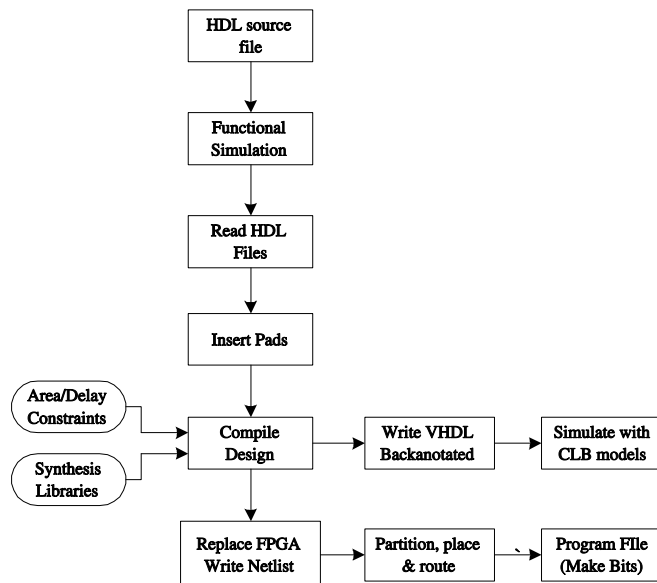 HDL source
file
Functional
Simulation
Read HDL
Files
Insert Pads
Area/Delay
Constraints
Synthesis
Libraries
Compile
Design
Write VHDL
Backanotated
Simulate with
CLB models
Replace FPGA
Write Netlist
Partition, place
& route
Program FIle
(Make Bits)